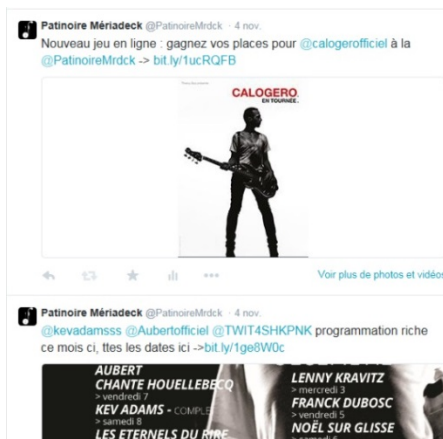 Patinoire Mériadeck @PatinoireMrdck · 4 nov.
Nouveau jeu en ligne : gagnez vos places pour @calogerofficiel à la
@PatinoireMrdck -> bit.ly/1ucRQFB
CALOGERO
EN TOURNÉE.
Voir plus de photos et vidéos
Patinoire Mériadeck @PatinoireMrdck · 4 nov.
@kevadamsss @Aubertofficiel @TWIT4SHKPNK programmation riche
ce mois ci, ttes les dates ici ->bit.ly/1ge8W0c
AUBERT
CHANTE HOUELLEBECQ
> vendredi 7
KEV ADAMS - COMPLET
> samedi 8
LES ETERNELS DU RIRE
LENNY KRAVITZ
> mercredi 3
FRANCK DUBOSC
> vendredi 5
NOËL SUR GLISSE
> samedi 6